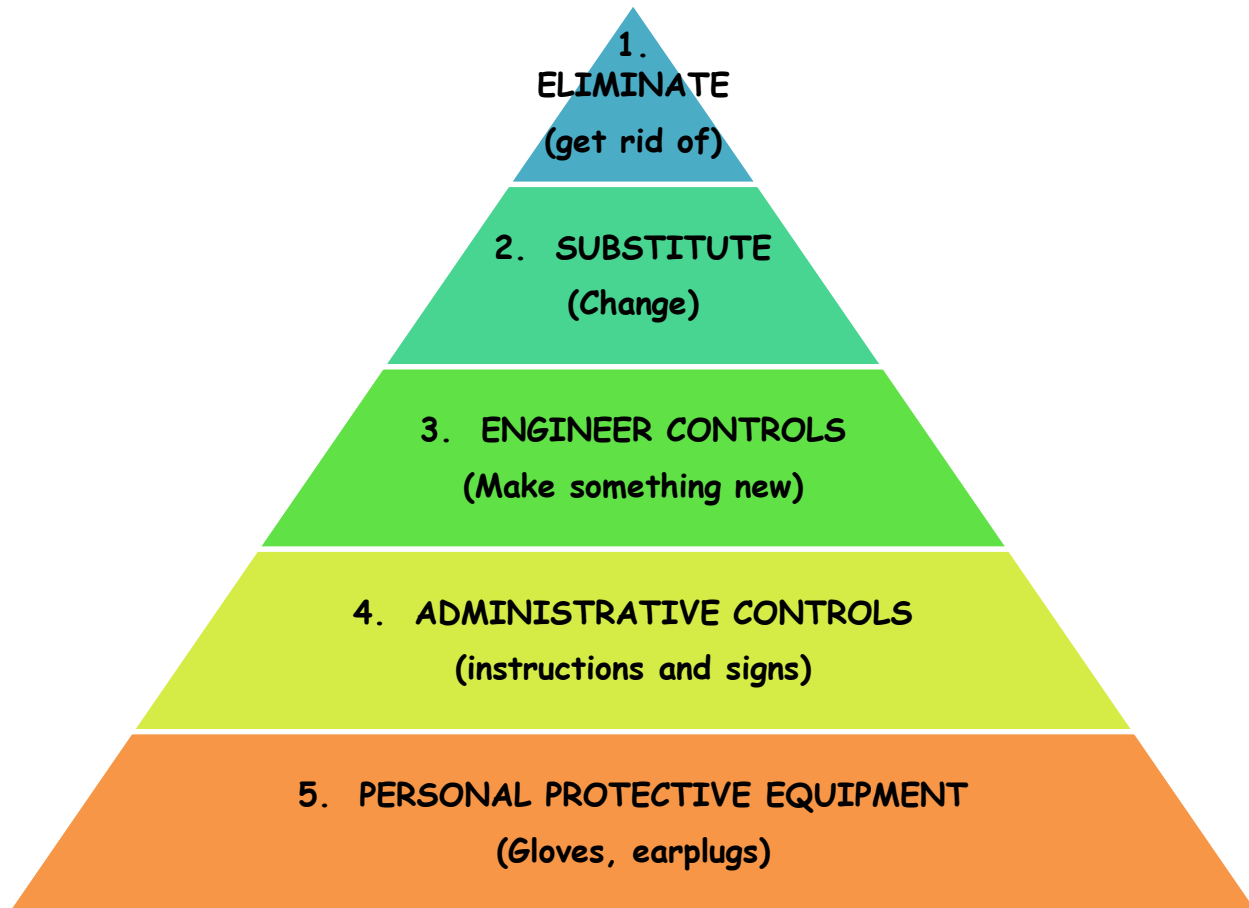 1.
ELIMINATE
(get rid of)
2. SUBSTITUTE
(Change)
3. ENGINEER CONTROLS
(Make something new)
4. ADMINISTRATIVE CONTROLS
(instructions and signs)
5. PERSONAL PROTECTIVE EQUIPMENT
(Gloves, earplugs)